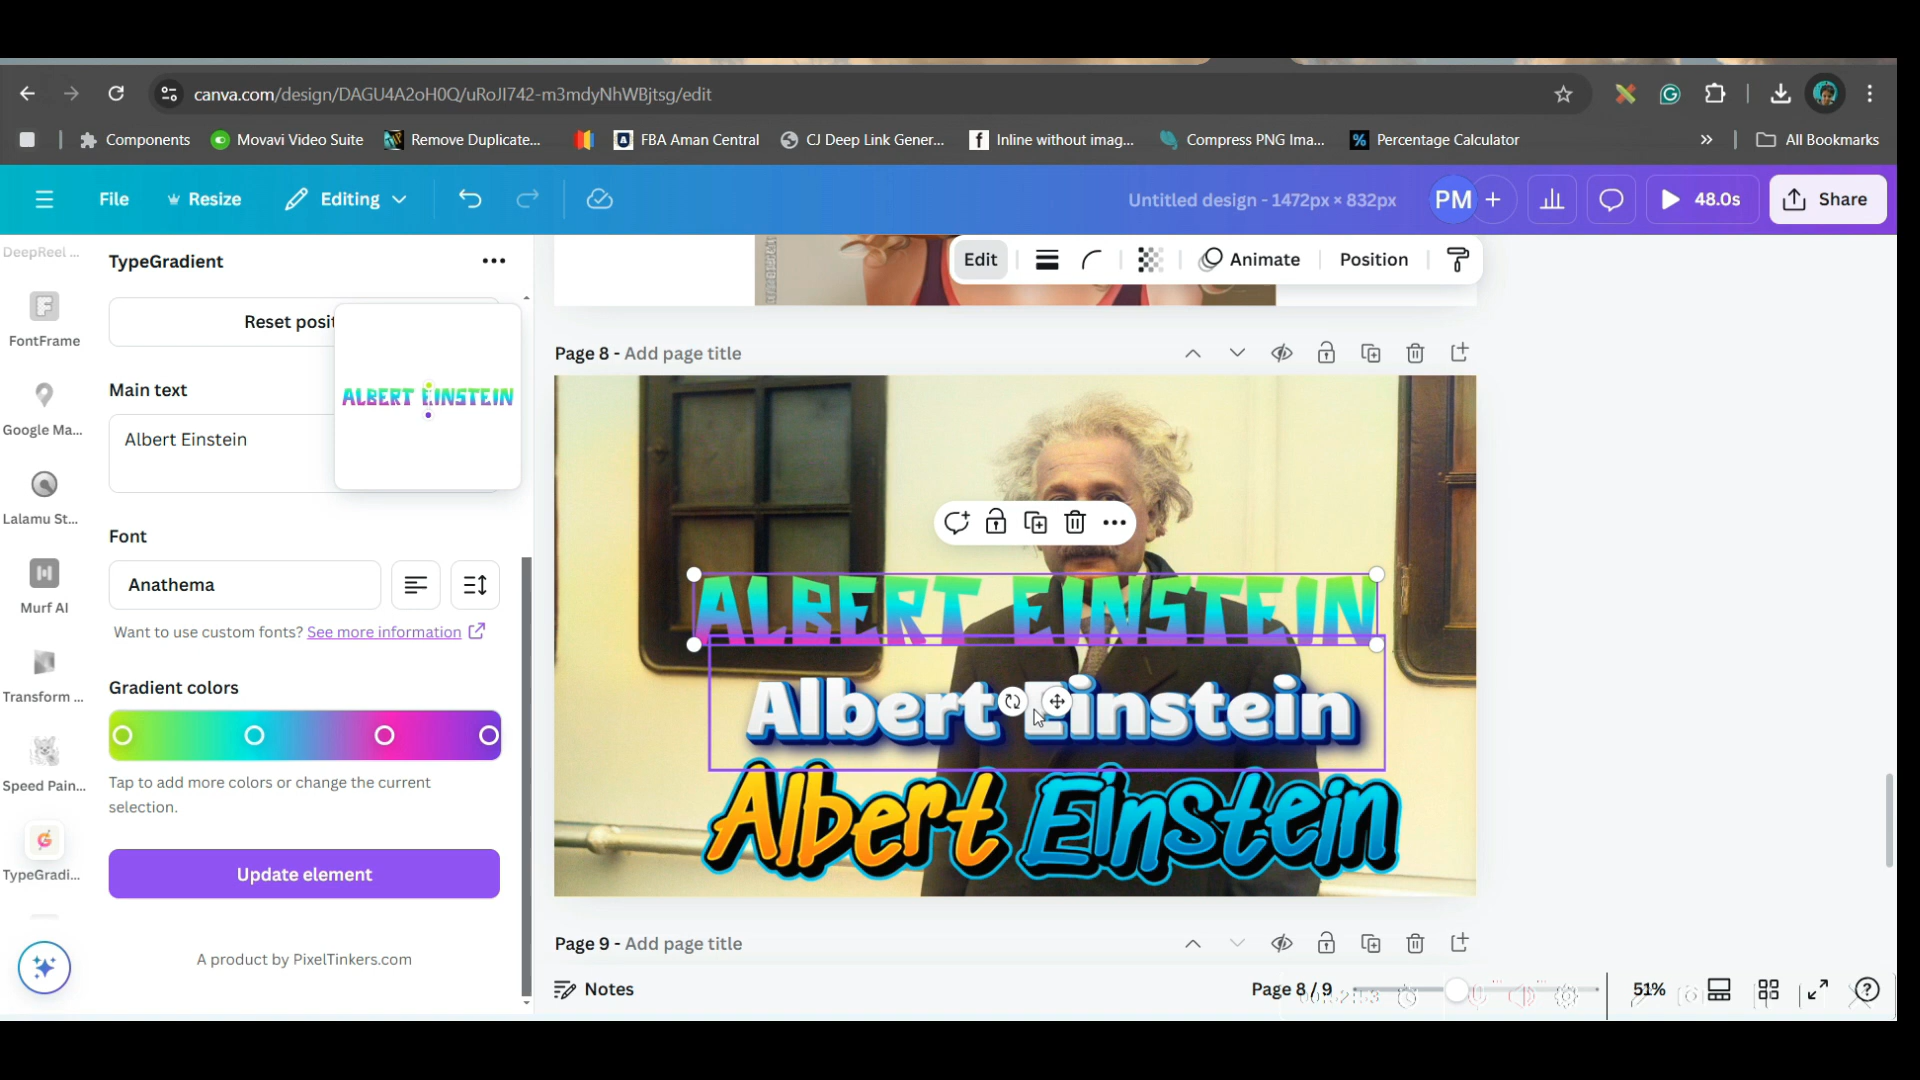 canva.com/design/DAGU4A2oH0Q/uRoJI742-m3mdyNhWBjtsg/edit
Components
Movavi Video Suite
Remove Duplicate...
FBA Aman Central
CJ Deep Link Gener...
Inline without imag...
Compress PNG Ima...
Percentage Calculator
All Bookmarks
File
Resize
Editing
Untitled design - 1472px × 832px
PM
48.0s
Share
DeepReel ...
FontFrame
Google Ma...
Lalamu St...
Murf AI
Transform ...
Speed Pain...
TypeGradi...
TypeGradient
Reset posit
ALBERT EINSTEIN
Main text
Albert Einstein
Font
Anathema
Want to use custom fonts? See more information
Gradient colors
Tap to add more colors or change the current
selection.
Update element
A product by PixelTinkers.com
Edit
Animate
Position
Page 8 - Add page title
ALBERT EINSTEIN
Albert Einstein
Albert Einstein
Page 9 - Add page title
Notes
Page 8 / 9
51%